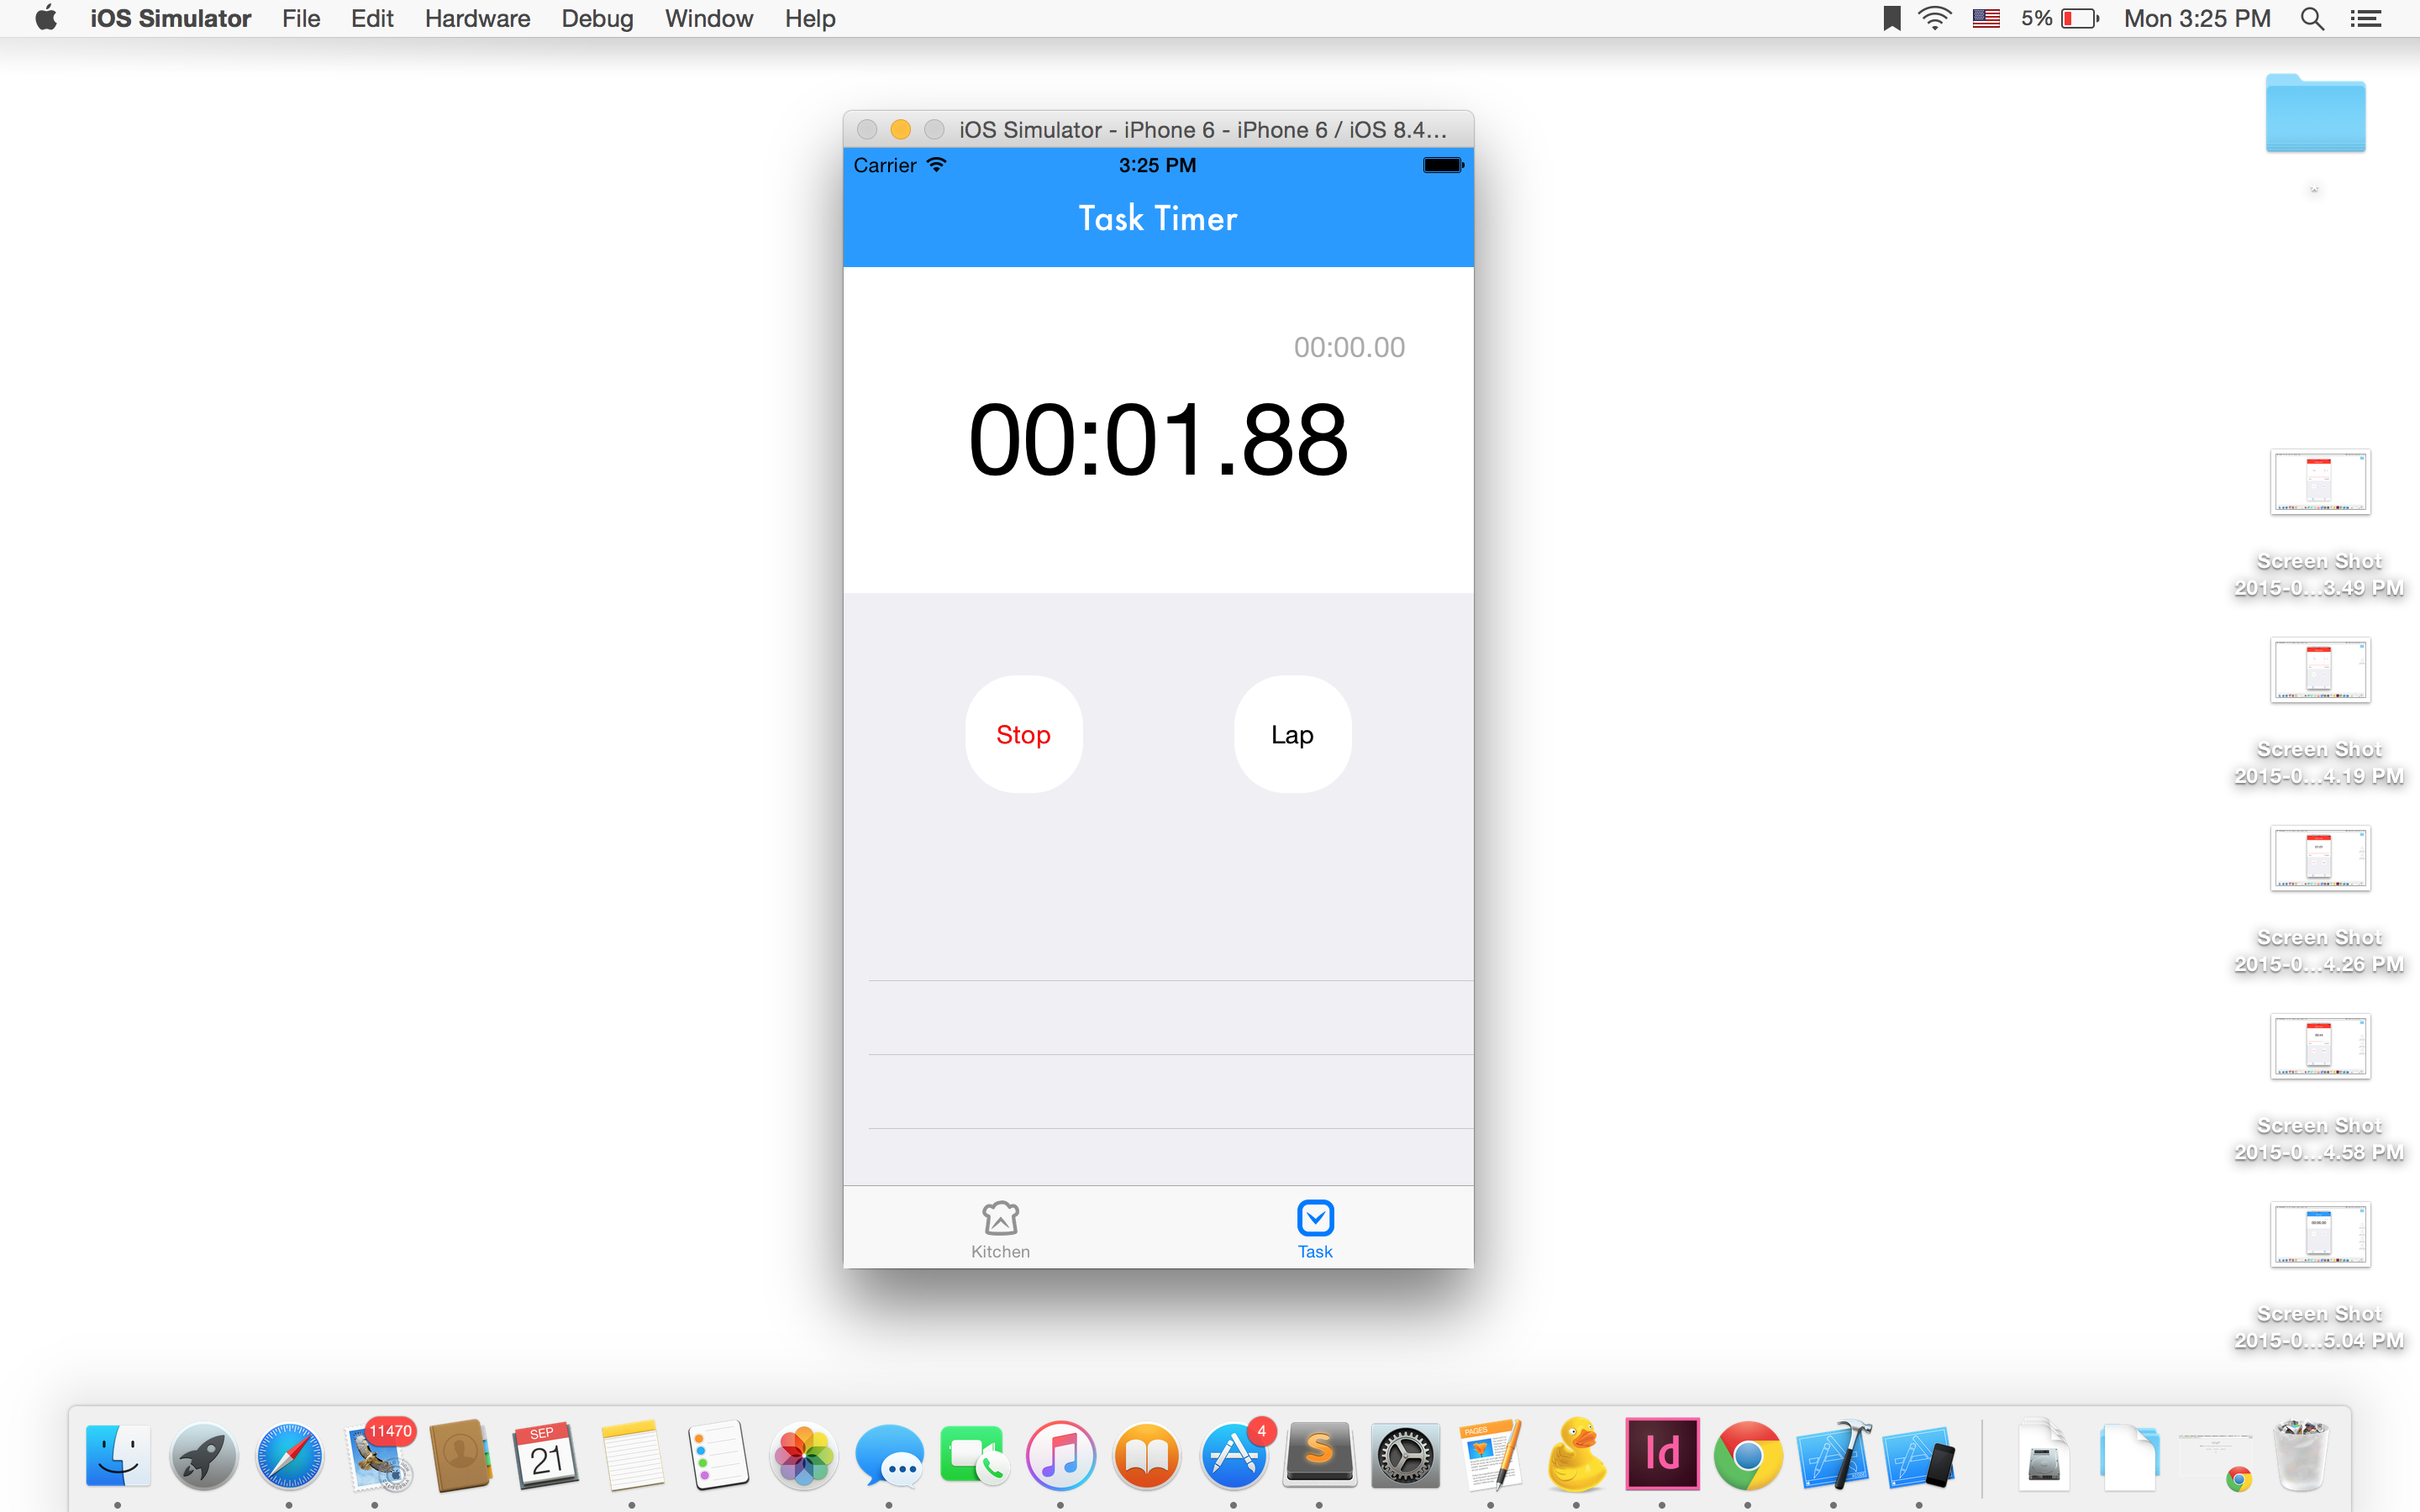 iOS Simulator File Edit Hardware Debug Window Help 5% Mon 3:25 PM
iOS Simulator - iPhone 6 - iPhone 6 / iOS 8.4...
Carrier 3:25 PM
Task Timer
00:00.00
00:01.88
Stop Lap
Kitchen Task
Screen Shot
2015-0...3.49 PM
Screen Shot
2015-0...4.19 PM
Screen Shot
2015-0...4.26 PM
Screen Shot
2015-0...4.58 PM
Screen Shot
2015-0...5.04 PM
11470
SEP
21
4
S
PAGES
Id